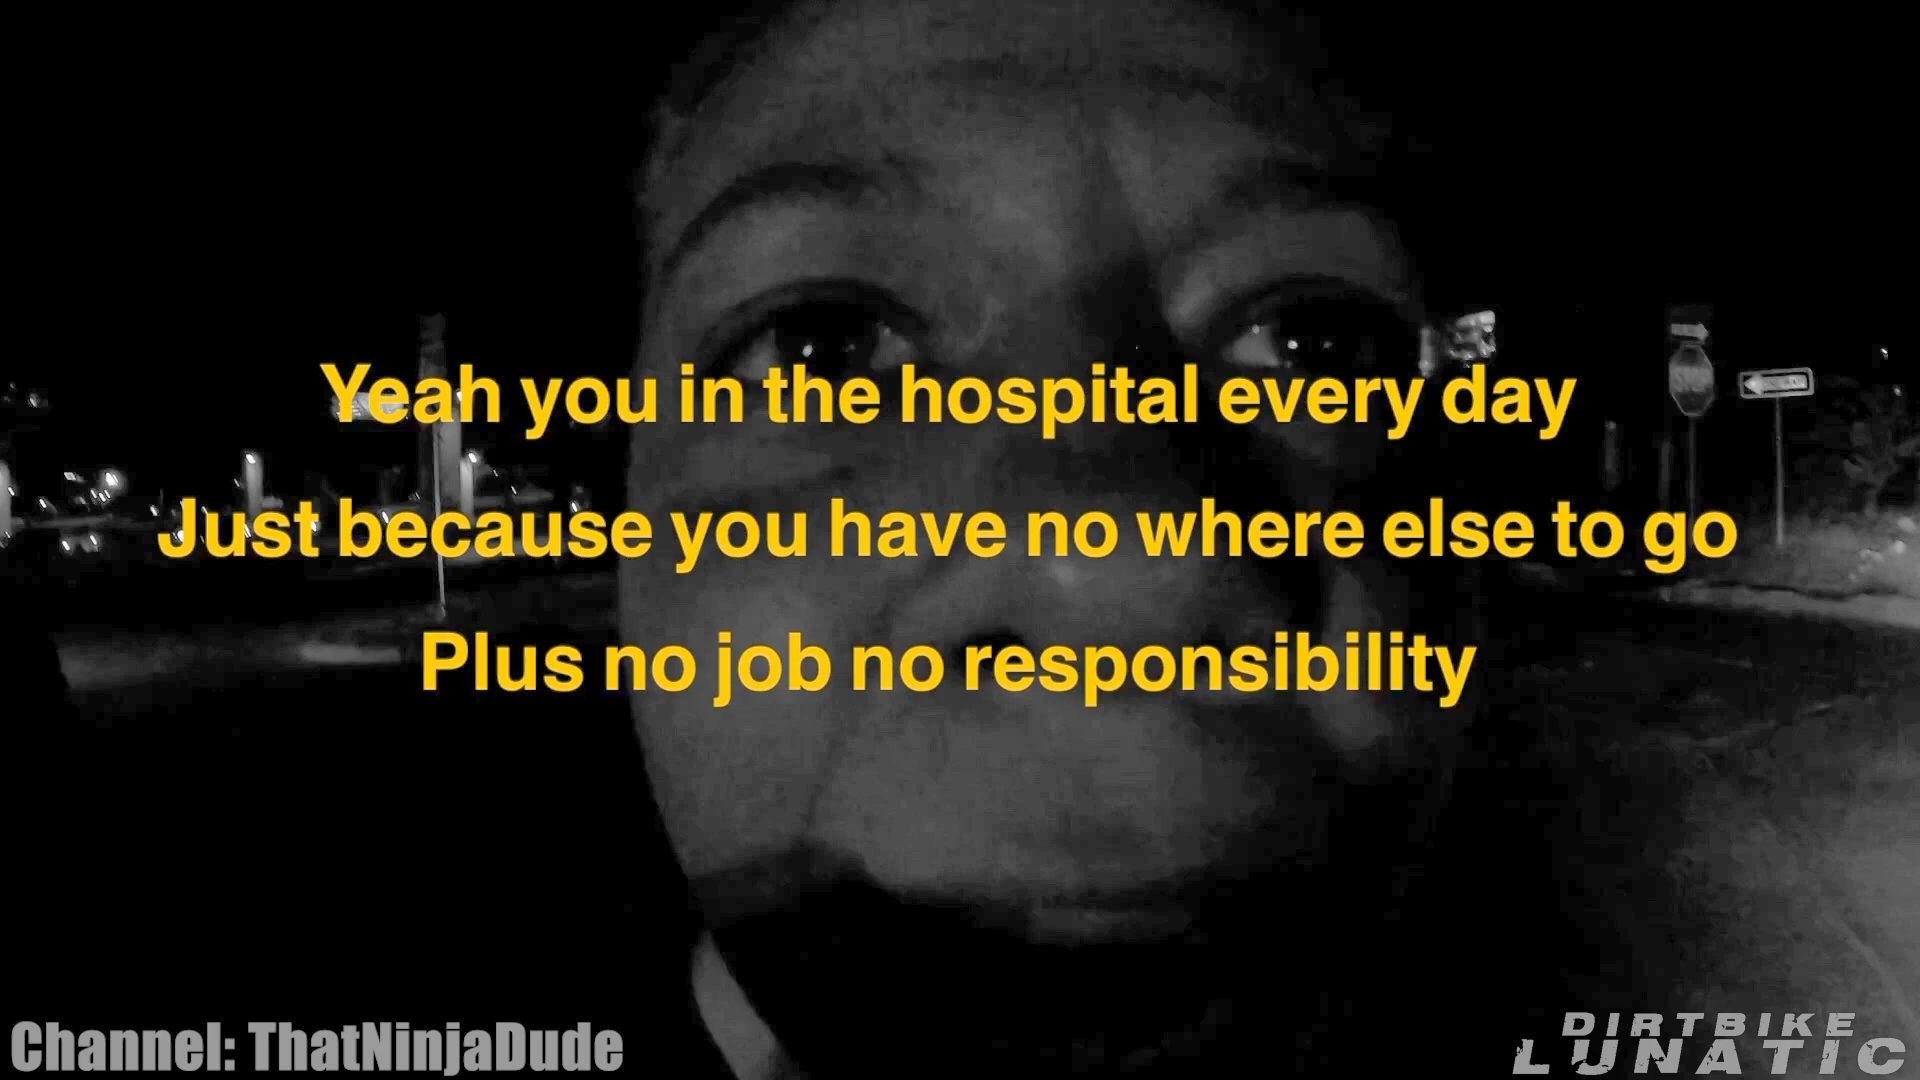 Yeah you in the hospital every day
Just because you have no where else to go
Plus no job no responsibility
Channel: ThatNinjaDude
DIRTBIKE
LUNATIC